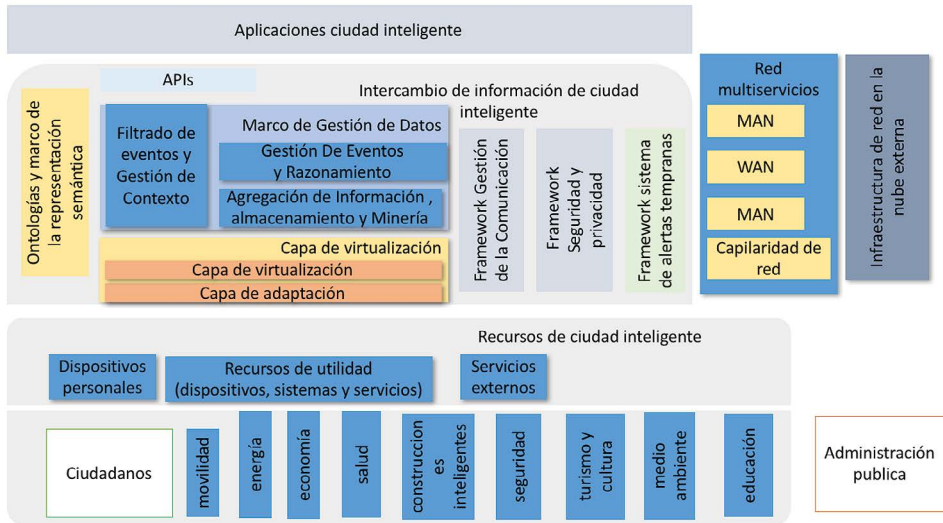 Aplicaciones ciudad inteligente
APIs
Intercambio de información de ciudad
inteligente
Ontologías y marco de
la representación
semántica
Filtrado de
eventos y
Gestión de
Contexto
Marco de Gestión de Datos
Gestión De Eventos
y Razonamiento
Agregación de Información ,
almacenamiento y Minería
Capa de virtualización
Capa de virtualización
Capa de adaptación
Framework Gestión
de la Comunicación
Framework
Seguridad y
privacidad
Framework sistema
de alertas tempranas
Red
multiservicios
MAN
WAN
MAN
Capilaridad de
red
Infraestructura de red en la
nube externa
Recursos de ciudad inteligente
Dispositivos
personales
Recursos de utilidad
(dispositivos, sistemas y servicios)
Servicios
externos
Ciudadanos
movilidad
energía
economía
salud
construccion
es
inteligentes
seguridad
turismo y
cultura
medio
ambiente
educación
Administración
publica